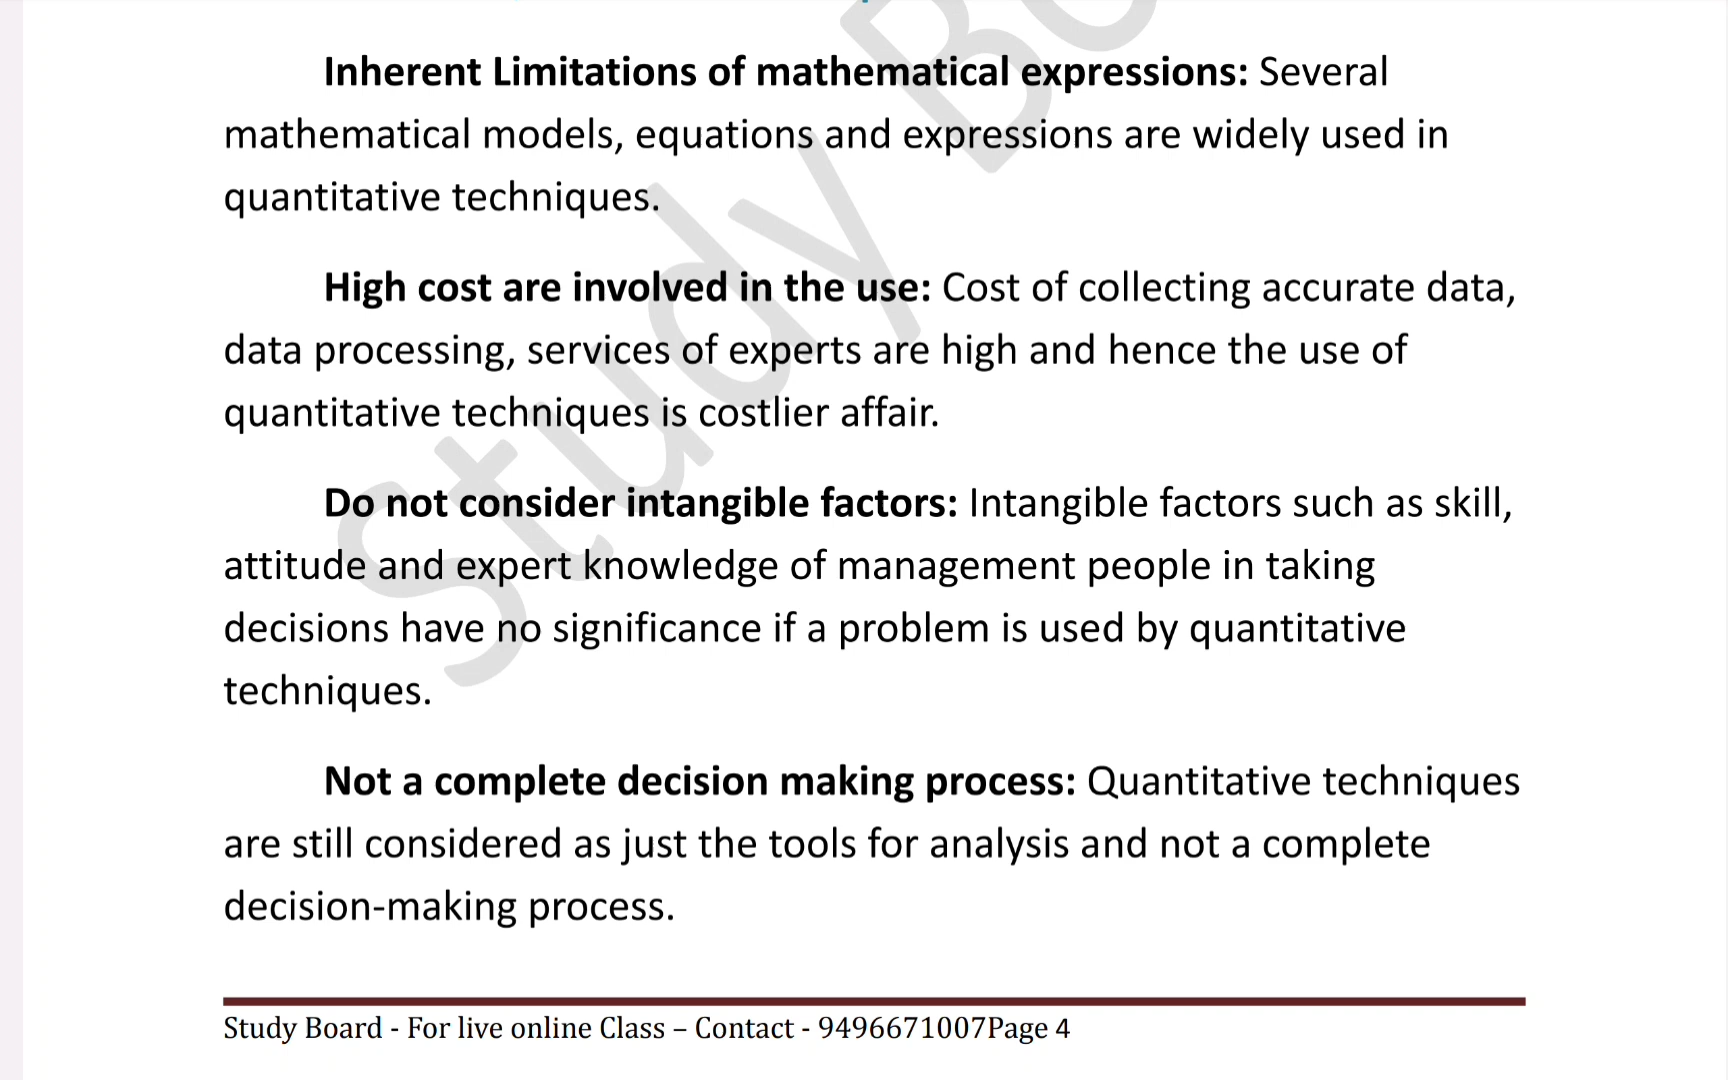 Inherent Limitations of mathematical expressions: Several
mathematical models, equations and expressions are widely used in
quantitative techniques.
High cost are involved in the use: Cost of collecting accurate data,
data processing, services of experts are high and hence the use of
quantitative techniques is costlier affair.
Do not consider intangible factors: Intangible factors such as skill,
attitude and expert knowledge of management people in taking
decisions have no significance if a problem is used by quantitative
techniques.
Not a complete decision making process: Quantitative techniques
are still considered as just the tools for analysis and not a complete
decision-making process.
Study Board - For live online Class – Contact - 9496671007Page 4
Study Bo